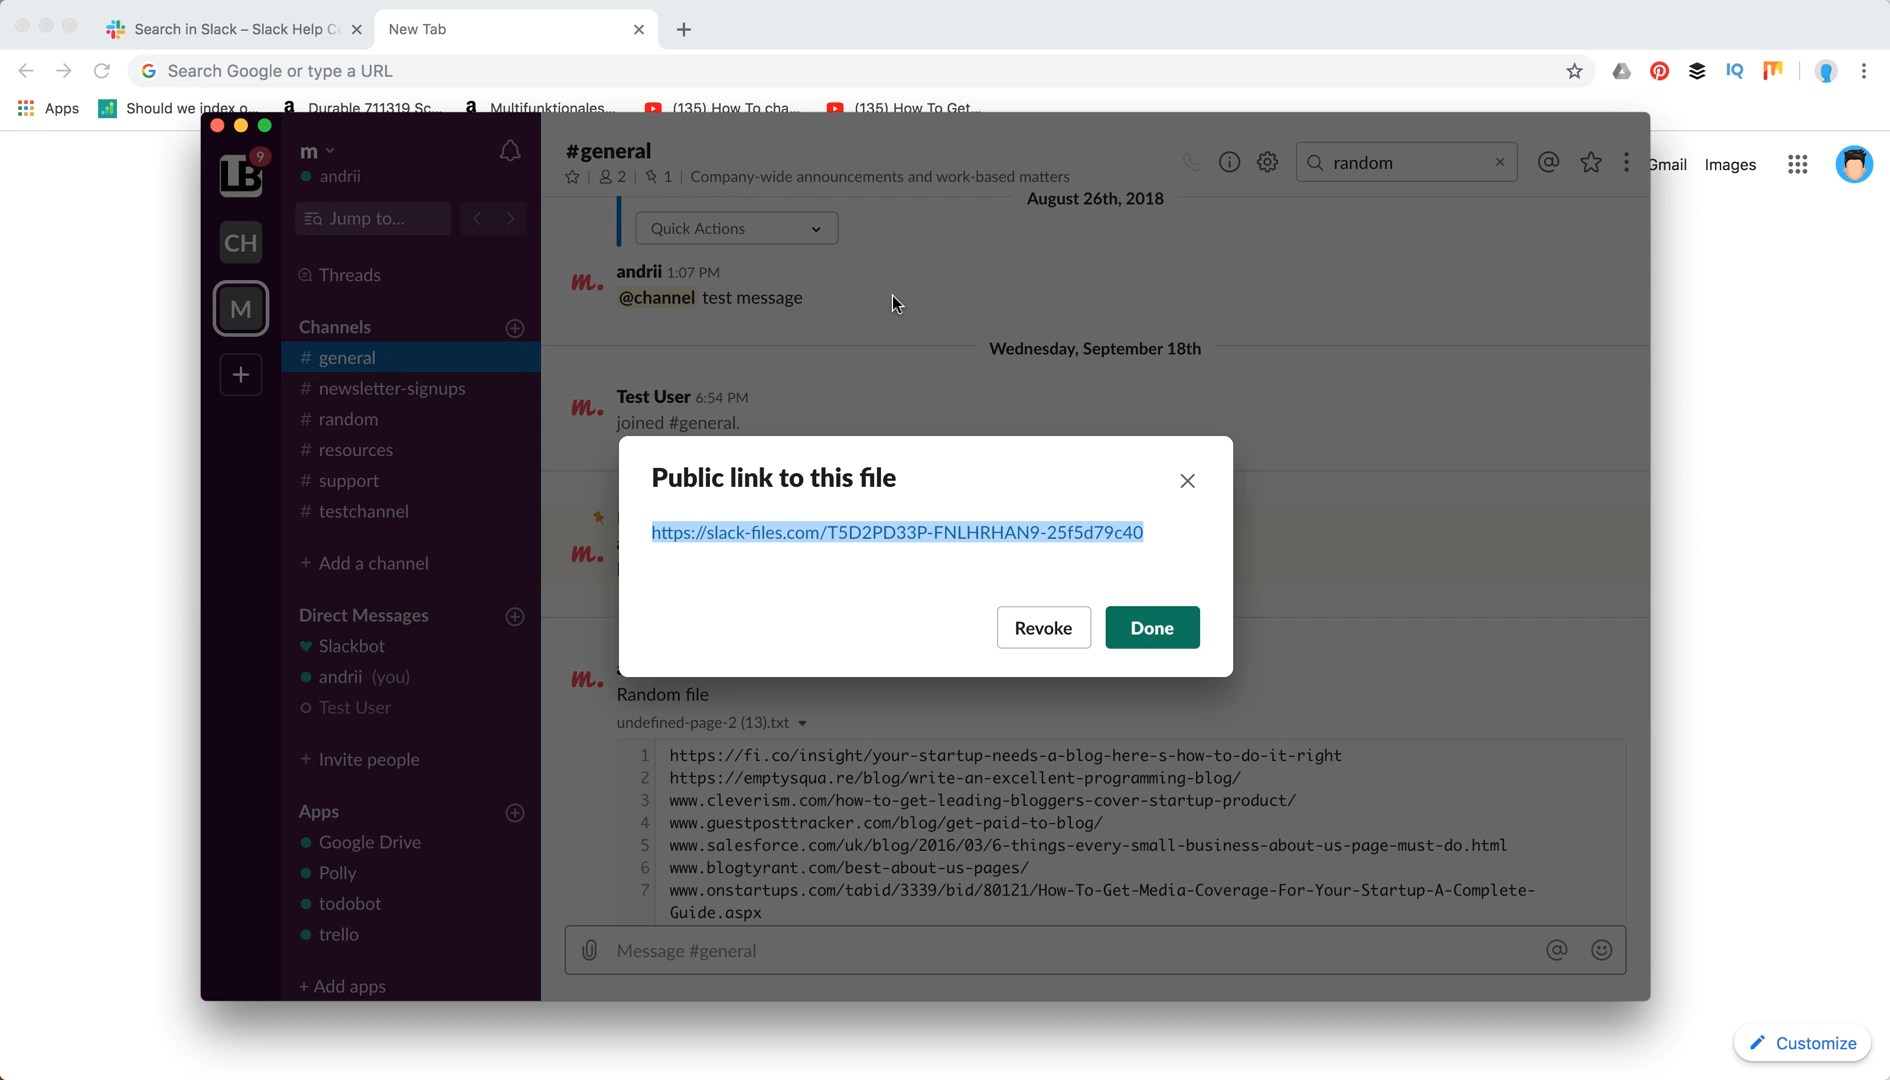 Search in Slack – Slack Help Ce
New Tab
Search Google or type a URL
Apps
Should we index o...
Durable 711319 Sc...
Multifunktionales...
(135) How To cha...
(135) How To Get...
Gmail
Images
9
CH
M
m
andrii
Jump to...
Threads
Channels
# general
# newsletter-signups
# random
# resources
# support
# testchannel
+ Add a channel
Direct Messages
Slackbot
andrii (you)
Test User
+ Invite people
Apps
Google Drive
Polly
todobot
trello
+ Add apps
#general
2 | 1 | Company-wide announcements and work-based matters
random
August 26th, 2018
Quick Actions
andrii 1:07 PM
@channel test message
Wednesday, September 18th
Test User 6:54 PM
joined #general.
Public link to this file
https://slack-files.com/T5D2PD33P-FNLHRHAN9-25f5d79c40
Revoke
Done
Random file
undefined-page-2 (13).txt
1 https://fi.co/insight/your-startup-needs-a-blog-here-s-how-to-do-it-right
2 https://emptysqua.re/blog/write-an-excellent-programming-blog/
3 www.cleverism.com/how-to-get-leading-bloggers-cover-startup-product/
4 www.guestposttracker.com/blog/get-paid-to-blog/
5 www.salesforce.com/uk/blog/2016/03/6-things-every-small-business-about-us-page-must-do.html
6 www.blogtyrant.com/best-about-us-pages/
7 www.onstartups.com/tabid/3339/bid/80121/How-To-Get-Media-Coverage-For-Your-Startup-A-Complete-
Guide.aspx
Message #general
Customize